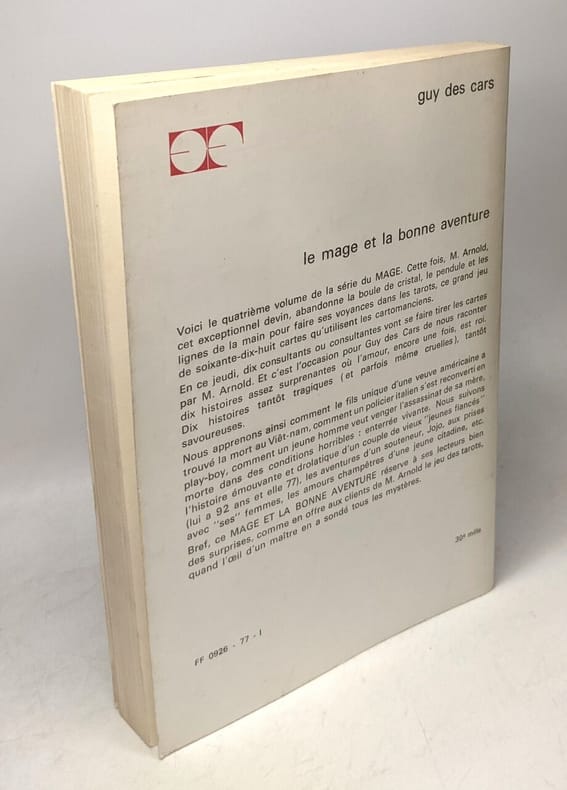 guy des cars
le mage et la bonne aventure
Voici le quatrième volume de la série du MAGE. Cette fois, M. Arnold,
cet exceptionnel devin, abandonne la boule de cristal, le pendule et les
lignes de la main pour faire ses voyances dans les tarots, ce grand jeu
de soixante-dix-huit cartes qu'utilisent les cartomanciens.
En ce jeudi, dix consultants ou consultantes vont se faire tirer les cartes
par M. Arnold. Et c'est l'occasion pour Guy des Cars de nous raconter
dix histoires assez surprenantes où l'amour, encore une fois, est roi.
Dix histoires tantôt tragiques (et parfois même cruelles), tantôt
savoureuses.
Nous apprenons ainsi comment le fils unique d'une veuve américaine a
trouvé la mort au Viêt-nam, comment un policier italien s'est reconverti en
play-boy, comment un jeune homme veut venger l'assassinat de sa mère,
morte dans des conditions horribles : enterrée vivante. Nous suivons
l'histoire émouvante et drolatique d'un couple de vieux "jeunes fiancés"
(lui a 92 ans et elle 77), les aventures d'un souteneur, Jojo, aux prises
avec "ses" femmes, les amours champêtres d'une jeune citadine, etc.
Bref, ce MAGE ET LA BONNE AVENTURE réserve à ses lecteurs bien
des surprises, comme en offre aux clients de M. Arnold le jeu des tarots,
quand l'œil d'un maître en a sondé tous les mystères.
30e mille
FF 0926 - 77 - I